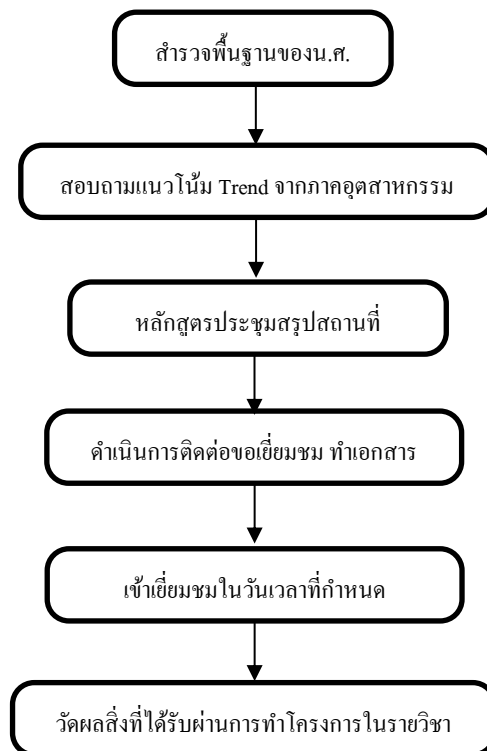 สำรวจพื้นฐานของน.ศ.
สอบถามแนวโน้ม Trend จากภาคอุตสาหกรรม
หลักสูตรประชุมสรุปสถานที่
ดำเนินการติดต่อขอเยี่ยมชม ทำเอกสาร
เข้าเยี่ยมชมในวันเวลาที่กำหนด
วัดผลสิ่งที่ได้รับผ่านการทำโครงการในรายวิชา